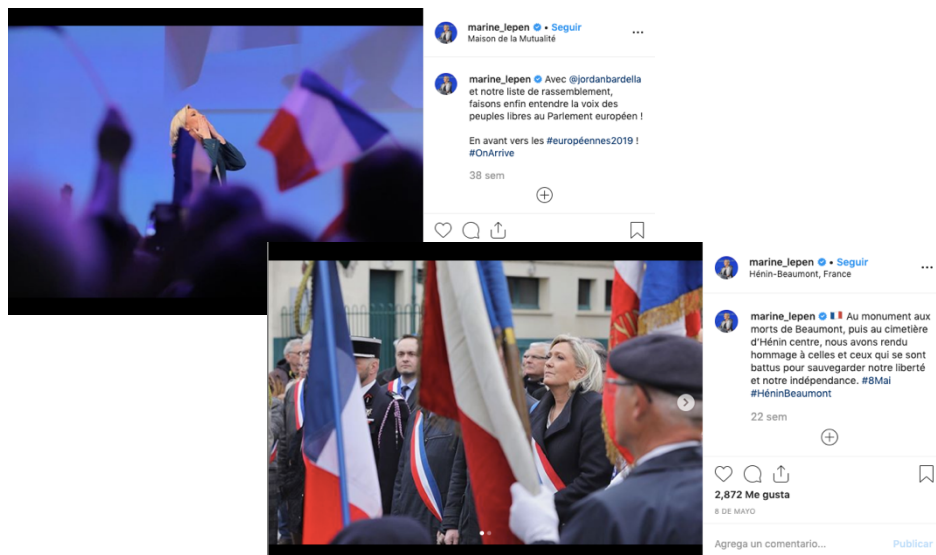 marine_lepen • Seguir
Maison de la Mutualité
marine_lepen Avec @jordanbardella
et notre liste de rassemblement,
faisons enfin entendre la voix des
peuples libres au Parlement européen !
En avant vers les #européennes2019 !
#OnArrive
38 sem
marine_lepen • Seguir
Hénin-Beaumont, France
marine_lepen 🇫🇷 Au monument aux
morts de Beaumont, puis au cimetière
d'Hénin centre, nous avons rendu
hommage à celles et ceux qui se sont
battus pour sauvegarder notre liberté
et notre indépendance. #8Mai
#HéninBeaumont
22 sem
2,872 Me gusta
8 DE MAYO
Agrega un comentario... Publicar